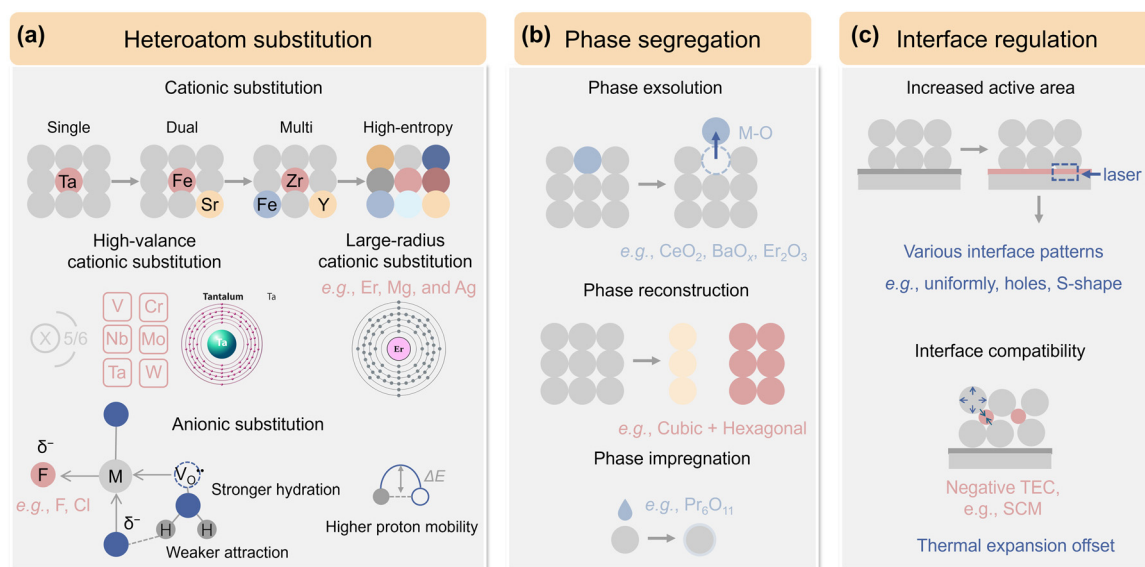 (a) Heteroatom substitution
Cationic substitution
Single Dual Multi High-entropy
Ta Fe Zr
Sr Fe Y
High-valance
cationic substitution
V Cr
X 5/6 Nb Mo
Ta W
Tantalum Ta
Ta
Large-radius
cationic substitution
e.g., Er, Mg, and Ag
Er
Anionic substitution
δ⁻
F M V_O••
e.g., F, Cl
Stronger hydration
δ⁻ H H
Weaker attraction
ΔE
Higher proton mobility
(b) Phase segregation
Phase exsolution
M-O
e.g., CeO₂, BaOₓ, Er₂O₃
Phase reconstruction
e.g., Cubic + Hexagonal
Phase impregnation
e.g., Pr₆O₁₁
(c) Interface regulation
Increased active area
laser
Various interface patterns
e.g., uniformly, holes, S-shape
Interface compatibility
Negative TEC,
e.g., SCM
Thermal expansion offset